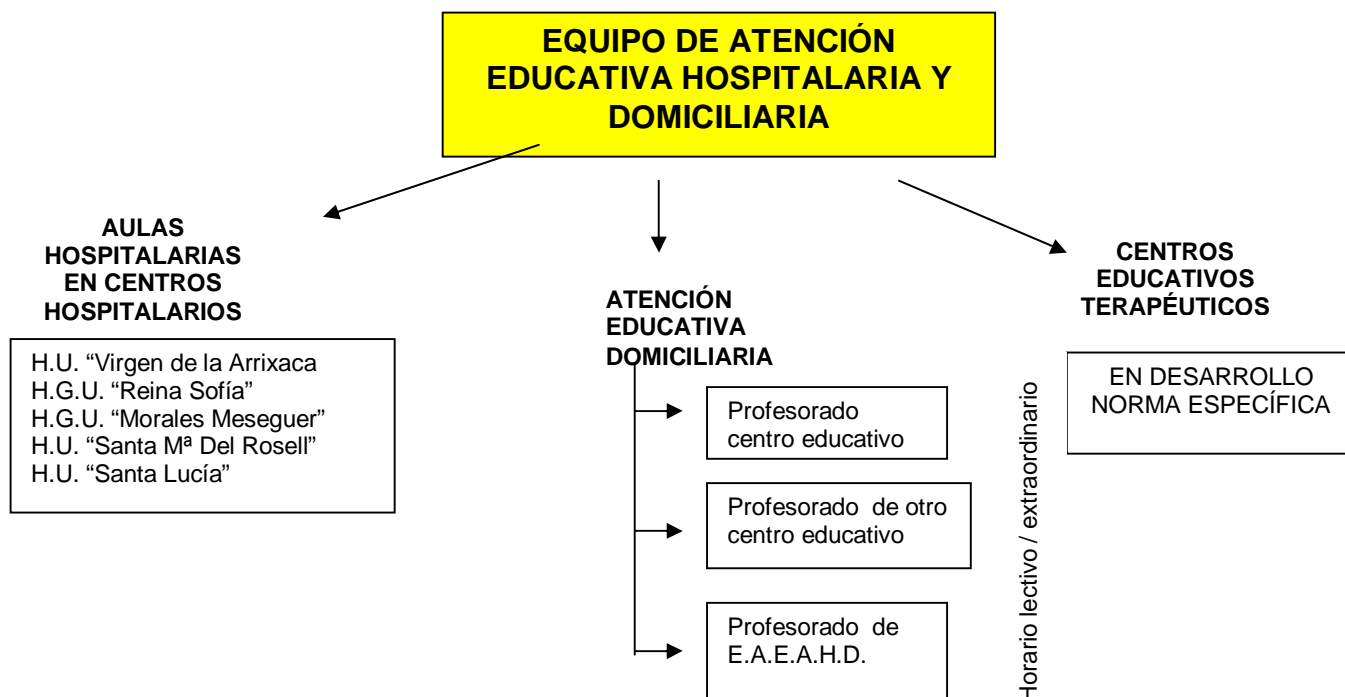 EQUIPO DE ATENCIÓN
EDUCATIVA HOSPITALARIA Y
DOMICILIARIA
AULAS
HOSPITALARIAS
EN CENTROS
HOSPITALARIOS
H.U. “Virgen de la Arrixaca
H.G.U. “Reina Sofía”
H.G.U. “Morales Meseguer”
H.U. “Santa Mª Del Rosell”
H.U. “Santa Lucía”
ATENCIÓN
EDUCATIVA
DOMICILIARIA
Profesorado
centro educativo
Profesorado de otro
centro educativo
Profesorado de
E.A.E.A.H.D.
Horario lectivo / extraordinario
CENTROS
EDUCATIVOS
TERAPÉUTICOS
EN DESARROLLO
NORMA ESPECÍFICA